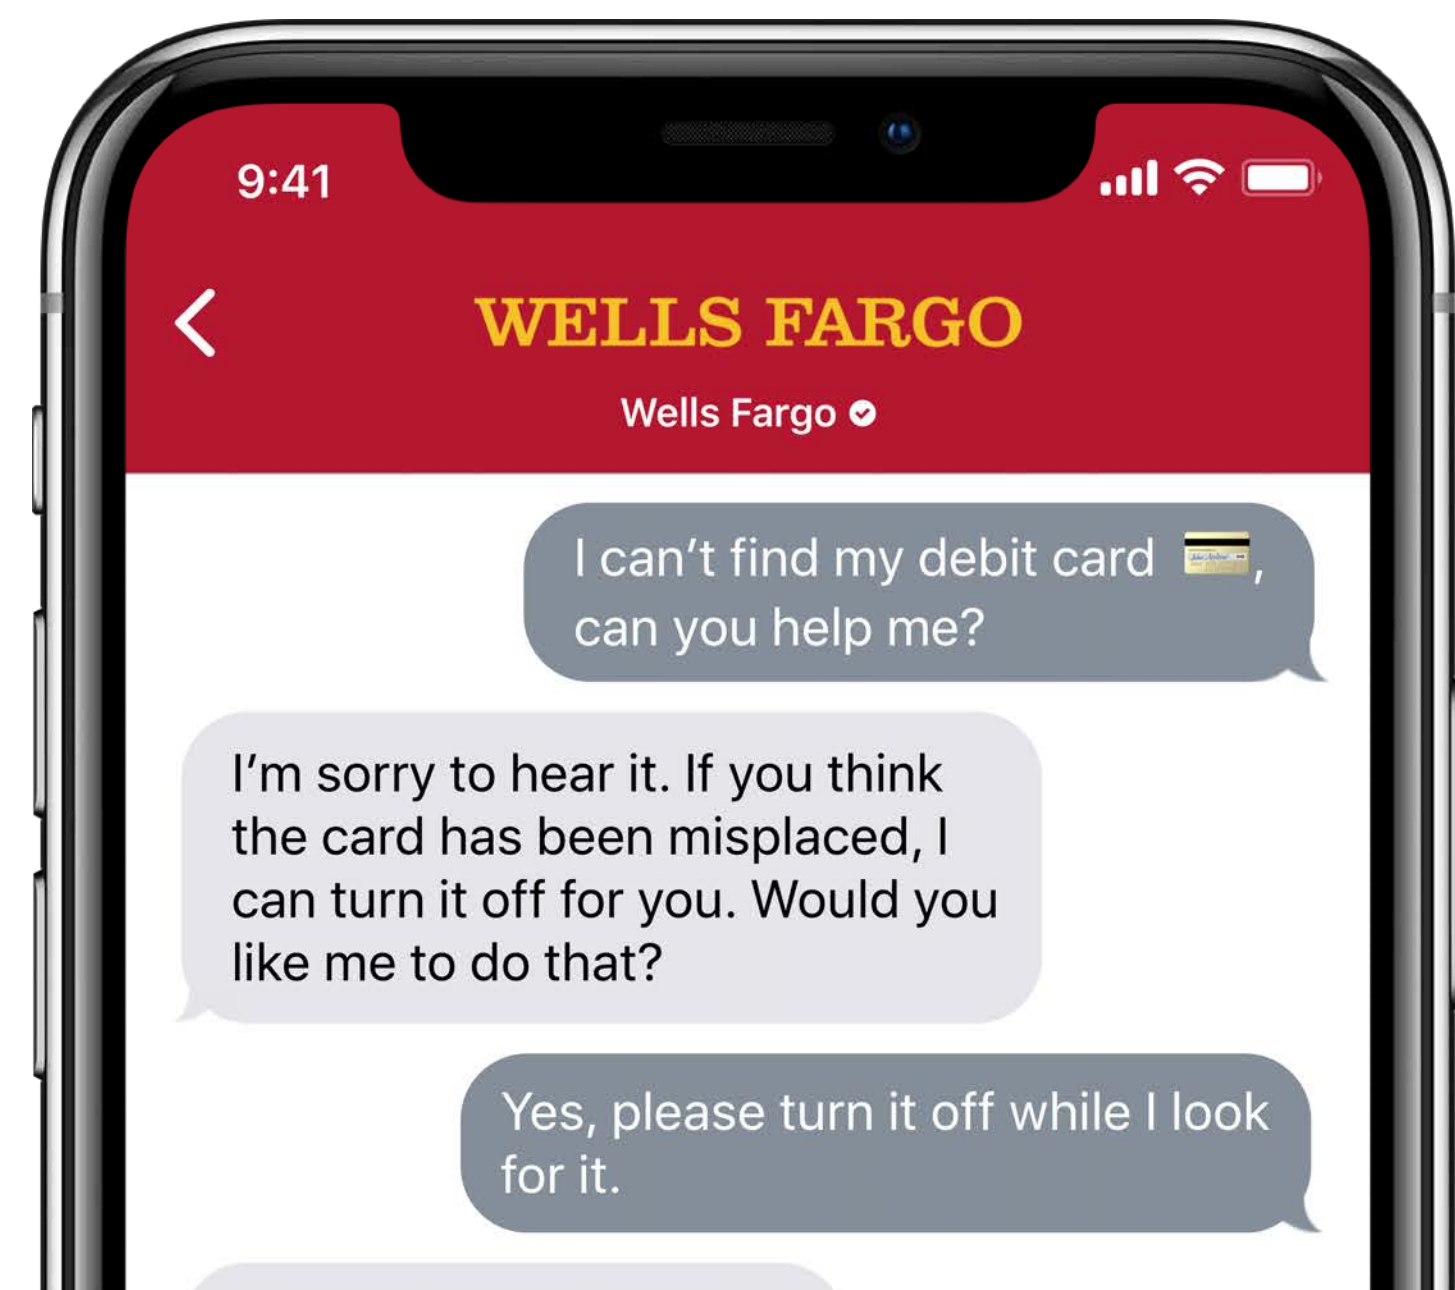 9:41
WELLS FARGO
Wells Fargo
I can’t find my debit card 💳,
can you help me?
I’m sorry to hear it. If you think
the card has been misplaced, I
can turn it off for you. Would you
like me to do that?
Yes, please turn it off while I look
for it.